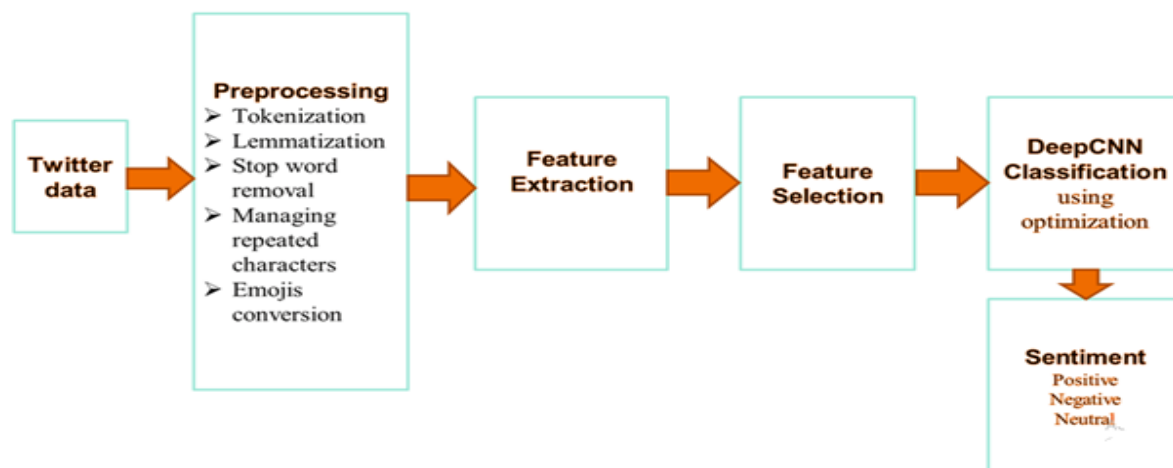 Twitter
data
Preprocessing
➢ Tokenization
➢ Lemmatization
➢ Stop word
removal
➢ Managing
repeated
characters
➢ Emojis
conversion
Feature
Extraction
Feature
Selection
DeepCNN
Classification
using
optimization
Sentiment
Positive
Negative
Neutral